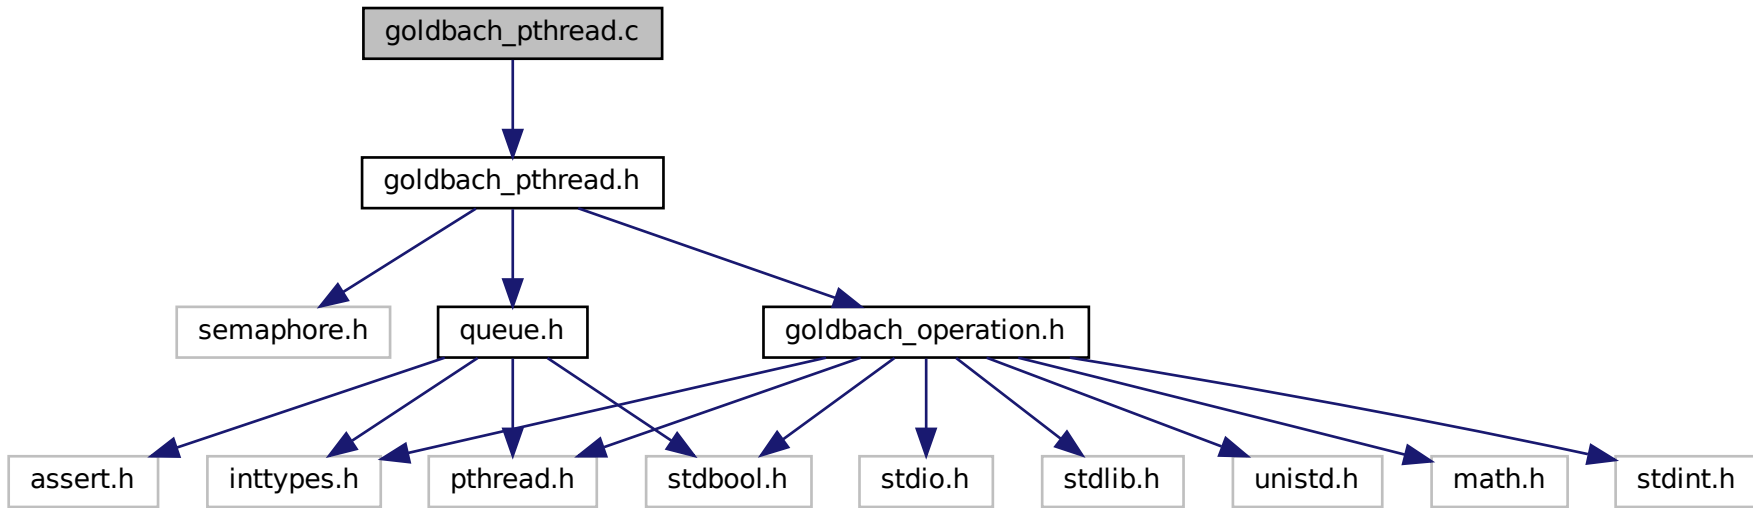 goldbach_pthread.c
goldbach_pthread.h
semaphore.h
queue.h
goldbach_operation.h
assert.h
inttypes.h
pthread.h
stdbool.h
stdio.h
stdlib.h
unistd.h
math.h
stdint.h